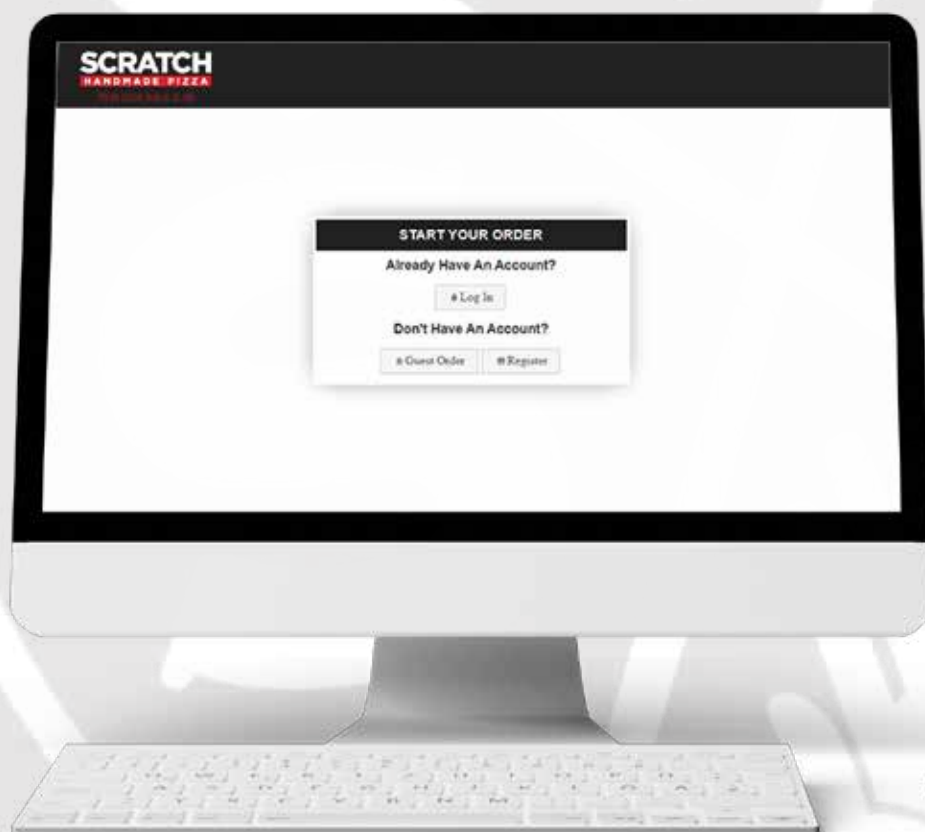 SCRATCH
HANDMADE PIZZA
START YOUR ORDER
Already Have An Account?
Log In
Don't Have An Account?
Guest Order Register